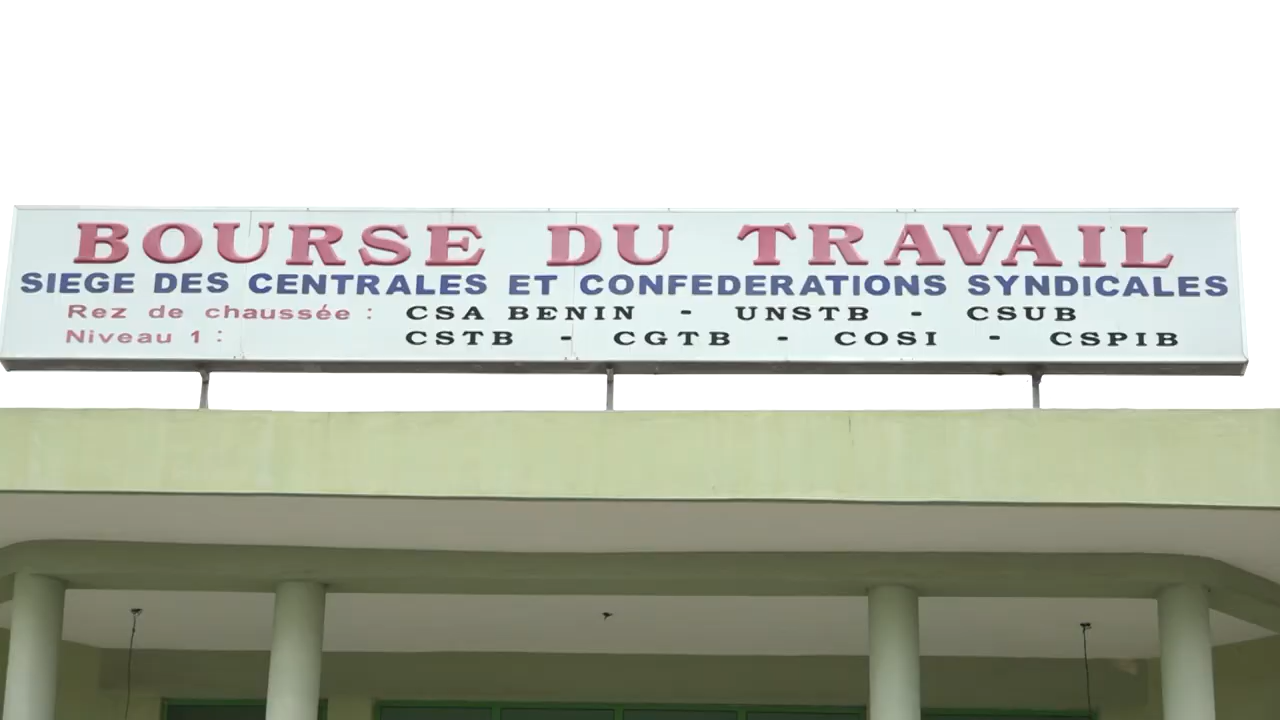 BOURSE DU TRAVAIL
SIEGE DES CENTRALES ET CONFEDERATIONS SYNDICALES
Rez de chaussée : CSA BENIN - UNSTB - CSUB
Niveau 1 : CSTB - CGTB - COSI - CSPIB